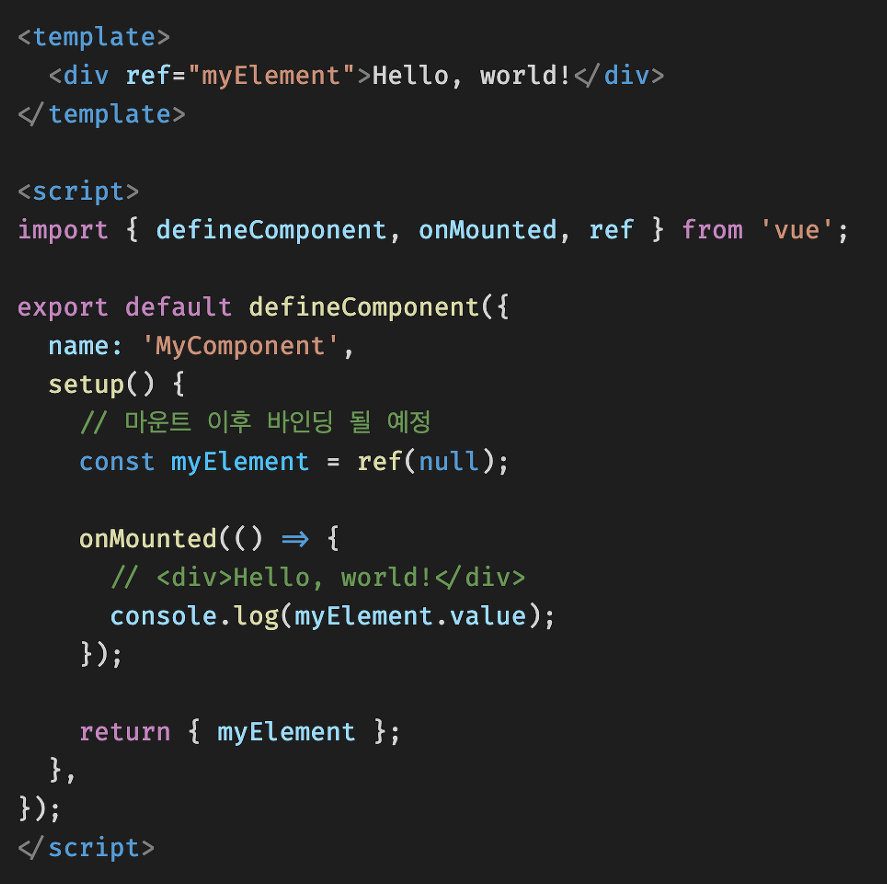 <template>
  <div ref="myElement">Hello, world!</div>
</template>

<script>
import { defineComponent, onMounted, ref } from 'vue';

export default defineComponent({
  name: 'MyComponent',
  setup() {
    // 마운트 이후 바인딩 될 예정
    const myElement = ref(null);

    onMounted(() => {
      // <div>Hello, world!</div>
      console.log(myElement.value);
    });

    return { myElement };
  },
});
</script>